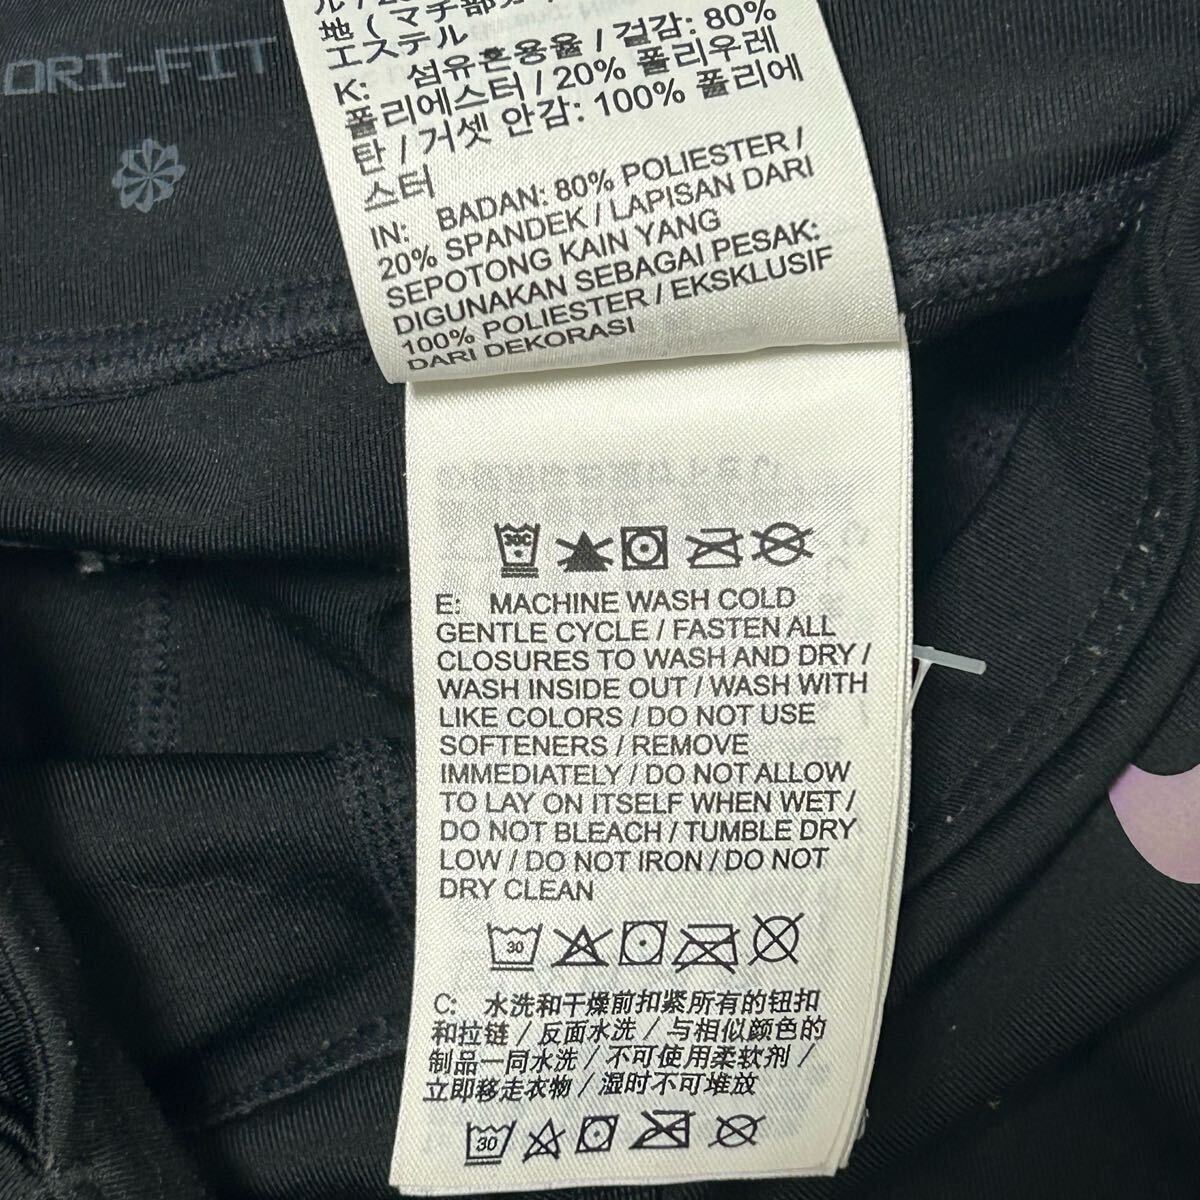 DRI-FIT
地(マチ部分
エステル
K: 섬유혼용율 / 겉감: 80%
폴리에스터 / 20% 폴리우레
탄 / 거셋 안감: 100% 폴리에
스터
IN: BADAN: 80% POLIESTER /
20% SPANDEK / LAPISAN DARI
SEPOTONG KAIN YANG
DIGUNAKAN SEBAGAI PESAK:
100% POLIESTER / EKSKLUSIF
DARI DEKORASI
30C
E: MACHINE WASH COLD
GENTLE CYCLE / FASTEN ALL
CLOSURES TO WASH AND DRY /
WASH INSIDE OUT / WASH WITH
LIKE COLORS / DO NOT USE
SOFTENERS / REMOVE
IMMEDIATELY / DO NOT ALLOW
TO LAY ON ITSELF WHEN WET /
DO NOT BLEACH / TUMBLE DRY
LOW / DO NOT IRON / DO NOT
DRY CLEAN
30
C: 水洗和干燥前扣紧所有的钮扣
和拉链 / 反面水洗 / 与相似颜色的
制品一同水洗 / 不可使用柔软剂 /
立即移走衣物 / 湿时不可堆放
30